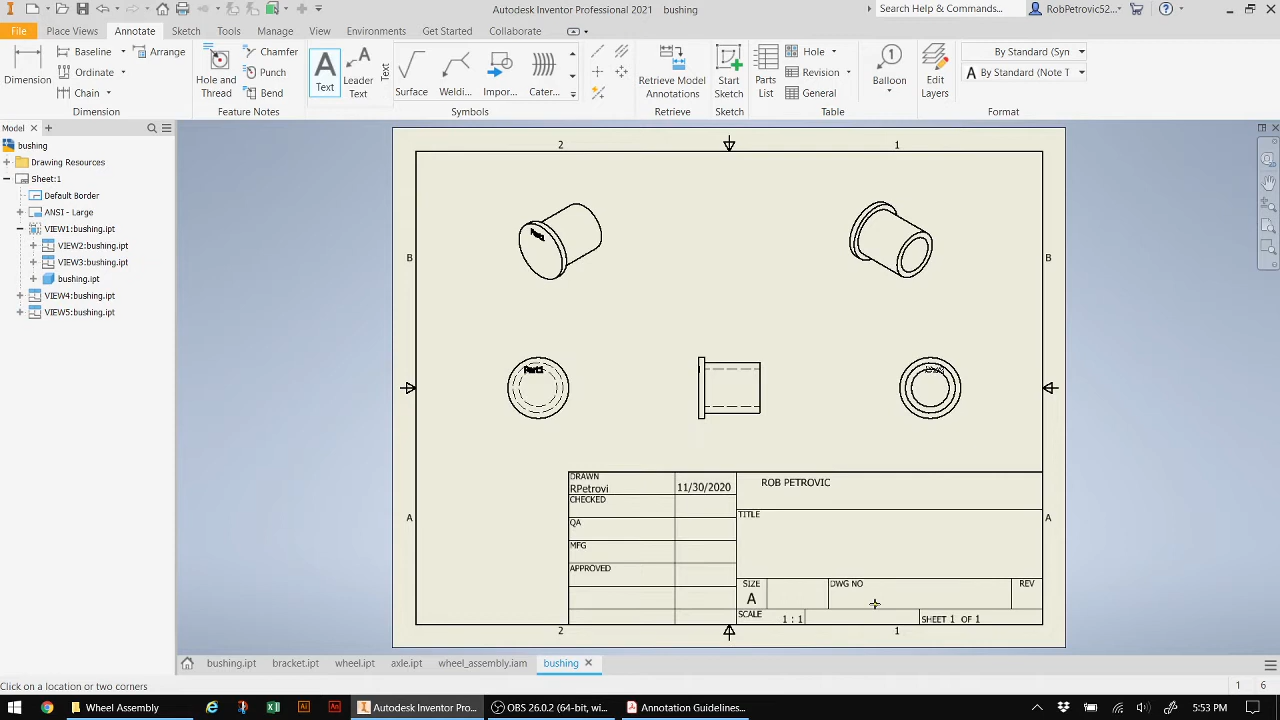 Autodesk Inventor Professional 2021 bushing
Search Help & Commands...
RobPetrovic52...
File
Place Views
Annotate
Sketch
Tools
Manage
View
Environments
Get Started
Collaborate
Dimension
Baseline
Ordinate
Chain
Arrange
Dimension
Hole and
Thread
Chamfer
Punch
Bend
Feature Notes
Text
Leader
Text
Text
Surface
Weldi...
Impor...
Cater...
Symbols
Retrieve Model
Annotations
Retrieve
Start
Sketch
Sketch
Parts
List
Hole
Revision
General
Table
1
Balloon
Edit
Layers
By Standard (Syn
A By Standard (Note T
Format
Model
bushing
Drawing Resources
Sheet:1
Default Border
ANSI - Large
VIEW1:bushing.ipt
VIEW2:bushing.ipt
VIEW3:bushing.ipt
bushing.ipt
VIEW4:bushing.ipt
VIEW5:bushing.ipt
2
1
B
B
Part1
Part1
A
A
DRAWN
RPetrovi
11/30/2020
CHECKED
QA
MFG
APPROVED
ROB PETROVIC
TITLE
SIZE
A
DWG NO
REV
SCALE
1 : 1
SHEET 1 OF 1
2
1
bushing.ipt
bracket.ipt
wheel.ipt
axle.ipt
wheel_assembly.iam
bushing
Click on a location or two corners
1
6
Wheel Assembly
Autodesk Inventor Pro...
OBS 26.0.2 (64-bit, wi...
Annotation Guidelines...
5:53 PM